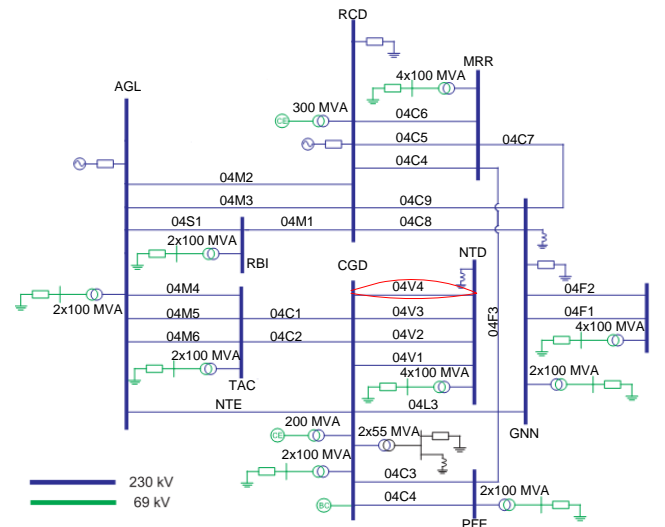 RCD
MRR
AGL
4x100 MVA
300 MVA
CE
04C6
04C5
04C7
04C4
04M2
04M3
04C9
04S1
04M1
04C8
2x100 MVA
RBI
CGD
NTD
2x100 MVA
04M4
04V4
04F2
04M5
04C1
04V3
04F3
04F1
04M6
04C2
04V2
4x100 MVA
2x100 MVA
04V1
TAC
4x100 MVA
2x100 MVA
NTE
04L3
GNN
200 MVA
CE
2x55 MVA
2x100 MVA
04C3
BC
04C4
2x100 MVA
230 kV
69 kV